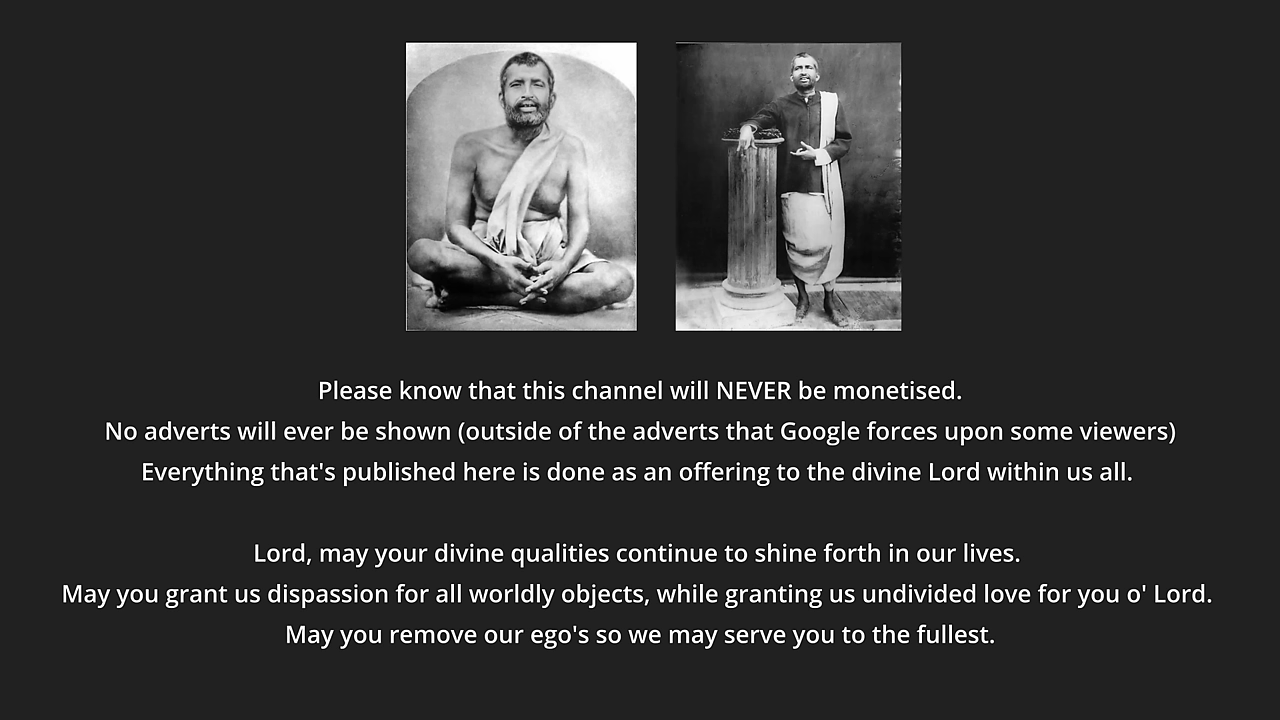 Please know that this channel will NEVER be monetised.
No adverts will ever be shown (outside of the adverts that Google forces upon some viewers)
Everything that's published here is done as an offering to the divine Lord within us all.
Lord, may your divine qualities continue to shine forth in our lives.
May you grant us dispassion for all worldly objects, while granting us undivided love for you o' Lord.
May you remove our ego's so we may serve you to the fullest.